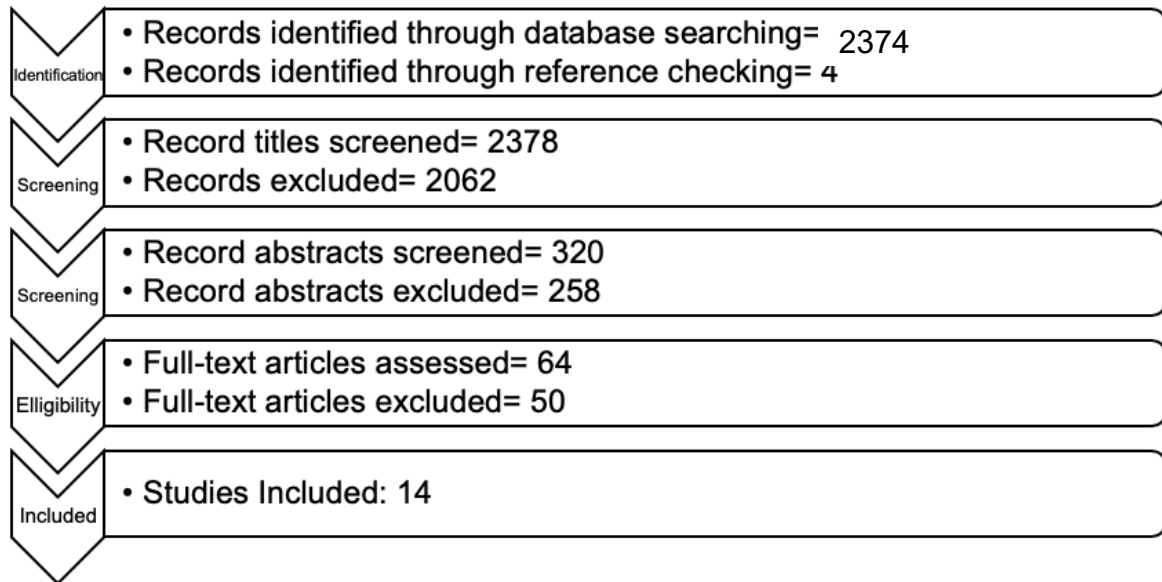 Identification
• Records identified through database searching= 2374
• Records identified through reference checking= 4
Screening
• Record titles screened= 2378
• Records excluded= 2062
Screening
• Record abstracts screened= 320
• Record abstracts excluded= 258
Elligibility
• Full-text articles assessed= 64
• Full-text articles excluded= 50
Included
• Studies Included: 14